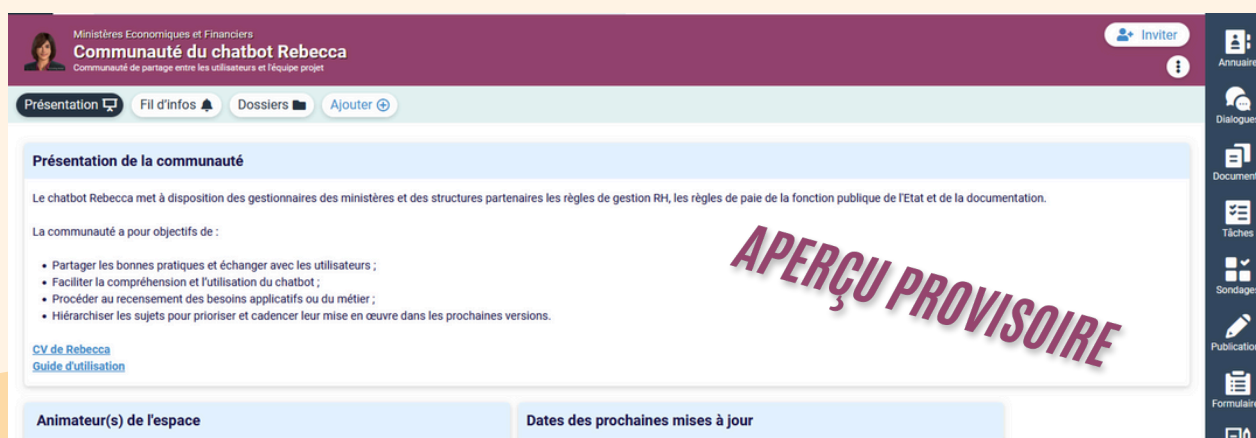 Ministères Economiques et Financiers
Communauté du chatbot Rebecca
Communauté de partage entre les utilisateurs et l'équipe projet
Inviter
Présentation
Fil d'infos
Dossiers
Ajouter
Présentation de la communauté
Le chatbot Rebecca met à disposition des gestionnaires des ministères et des structures partenaires les règles de gestion RH, les règles de paie de la fonction publique de l'Etat et de la documentation.
La communauté a pour objectifs de :
• Partager les bonnes pratiques et échanger avec les utilisateurs ;
• Faciliter la compréhension et l'utilisation du chatbot ;
• Procéder au recensement des besoins applicatifs ou du métier ;
• Hiérarchiser les sujets pour prioriser et cadencer leur mise en œuvre dans les prochaines versions.
CV de Rebecca
Guide d'utilisation
APERÇU PROVISOIRE
Animateur(s) de l'espace
Dates des prochaines mises à jour
Annuaire
Dialogues
Document
Tâches
Sondages
Publication
Formulaire